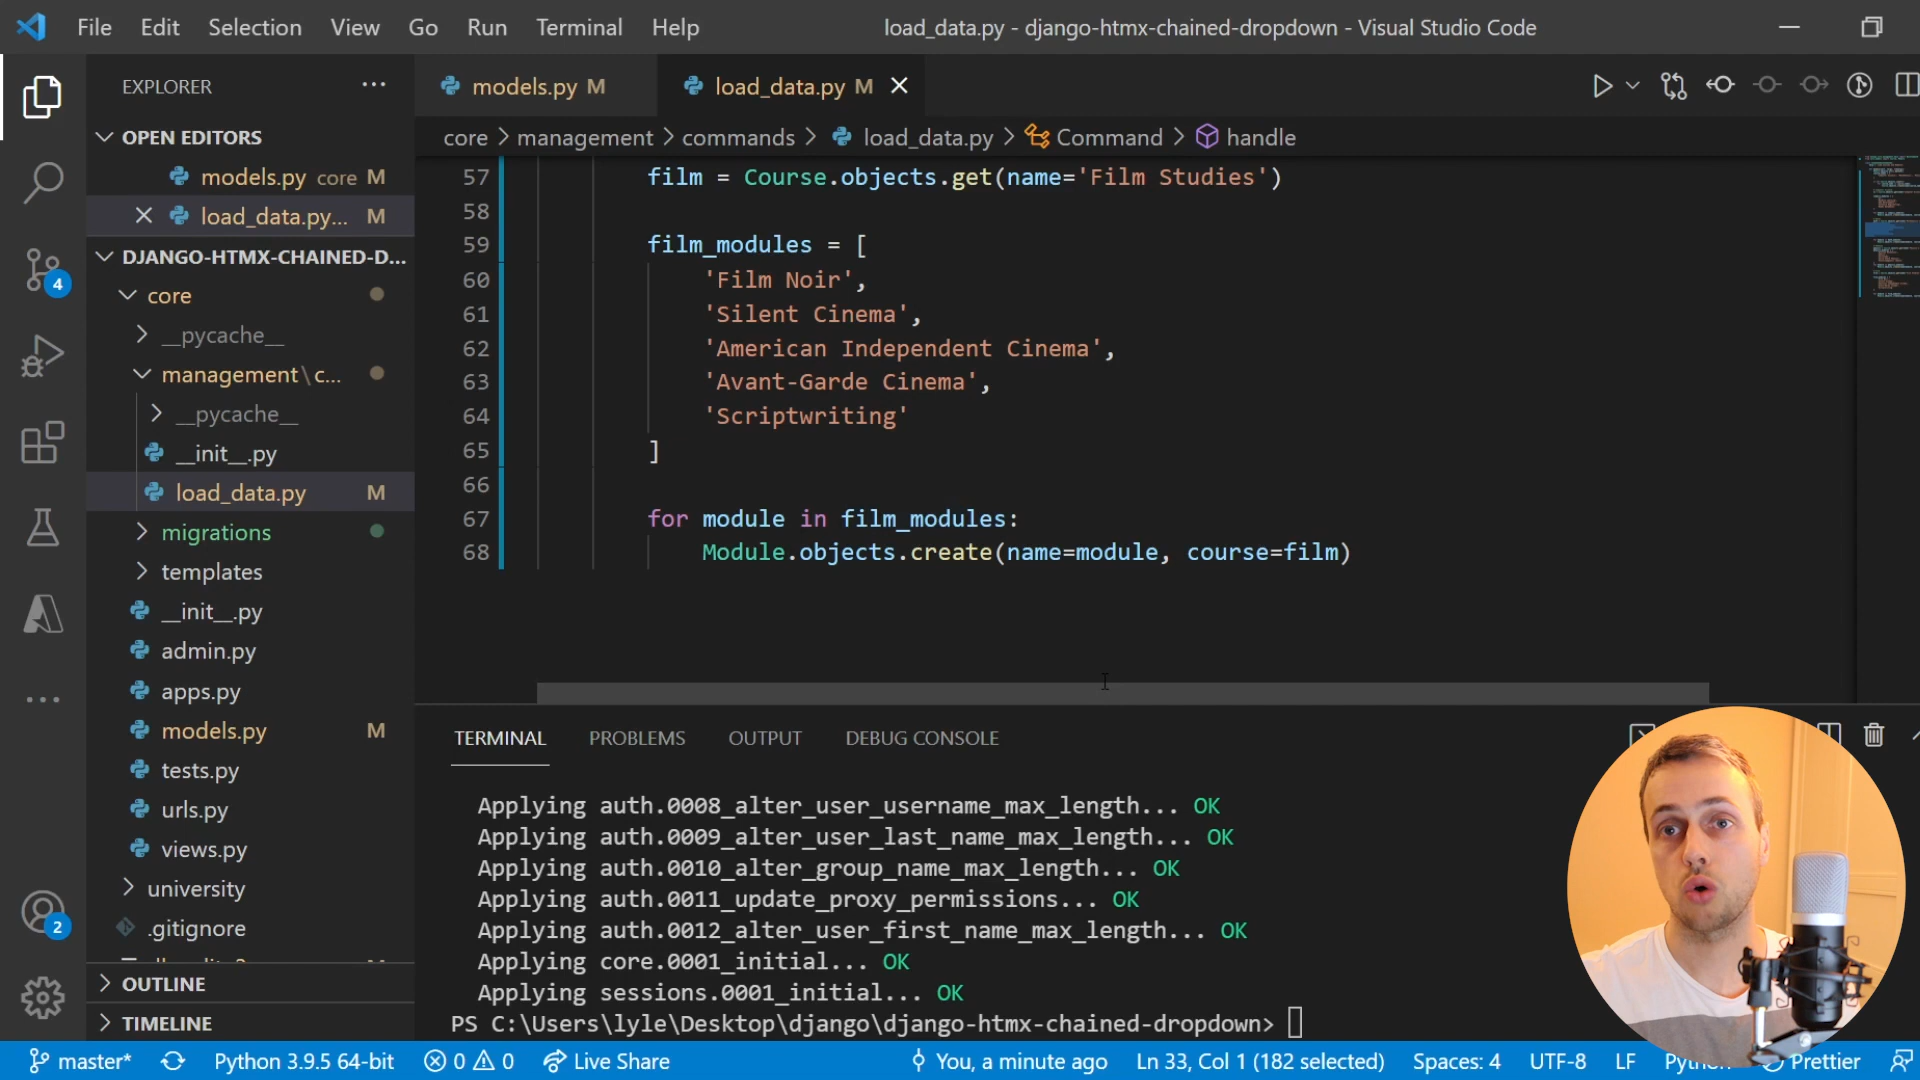 File Edit Selection View Go Run Terminal Help load_data.py - django-htmx-chained-dropdown - Visual Studio Code
EXPLORER
models.py M load_data.py M
OPEN EDITORS
core management commands load_data.py Command handle
models.py core M
load_data.py... M
DJANGO-HTMX-CHAINED-D...
core
__pycache__
management\c...
__pycache__
__init__.py
load_data.py M
migrations
templates
__init__.py
admin.py
apps.py
models.py M
tests.py
urls.py
views.py
university
.gitignore
OUTLINE
TIMELINE
4
2
57 film = Course.objects.get(name='Film Studies')
58
59 film_modules = [
60 'Film Noir',
61 'Silent Cinema',
62 'American Independent Cinema',
63 'Avant-Garde Cinema',
64 'Scriptwriting'
65 ]
66
67 for module in film_modules:
68 Module.objects.create(name=module, course=film)
TERMINAL PROBLEMS OUTPUT DEBUG CONSOLE
Applying auth.0008_alter_user_username_max_length... OK
Applying auth.0009_alter_user_last_name_max_length... OK
Applying auth.0010_alter_group_name_max_length... OK
Applying auth.0011_update_proxy_permissions... OK
Applying auth.0012_alter_user_first_name_max_length... OK
Applying core.0001_initial... OK
Applying sessions.0001_initial... OK
PS C:\Users\lyle\Desktop\django\django-htmx-chained-dropdown>
master* Python 3.9.5 64-bit 0 0 Live Share You, a minute ago Ln 33, Col 1 (182 selected) Spaces: 4 UTF-8 LF Prettier